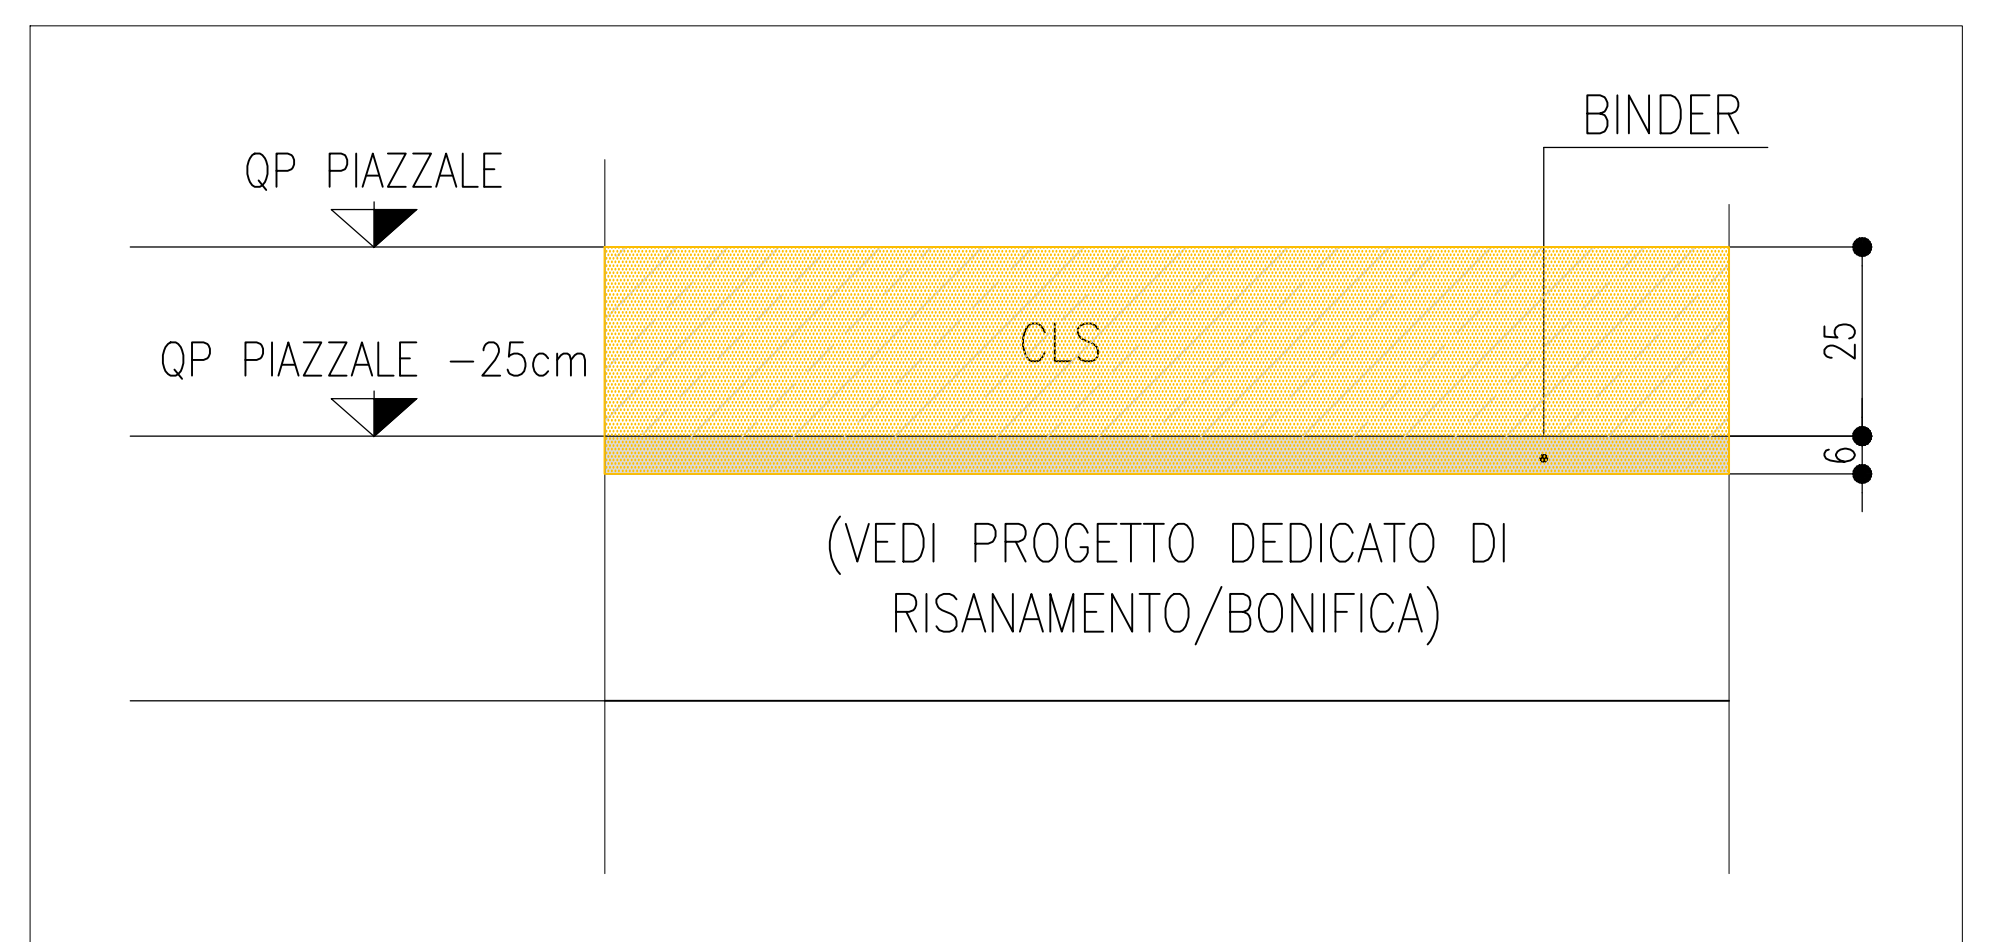 BINDER
QP PIAZZALE
QP PIAZZALE -25cm
CLS
25
6
(VEDI PROGETTO DEDICATO DI
RISANAMENTO/BONIFICA)